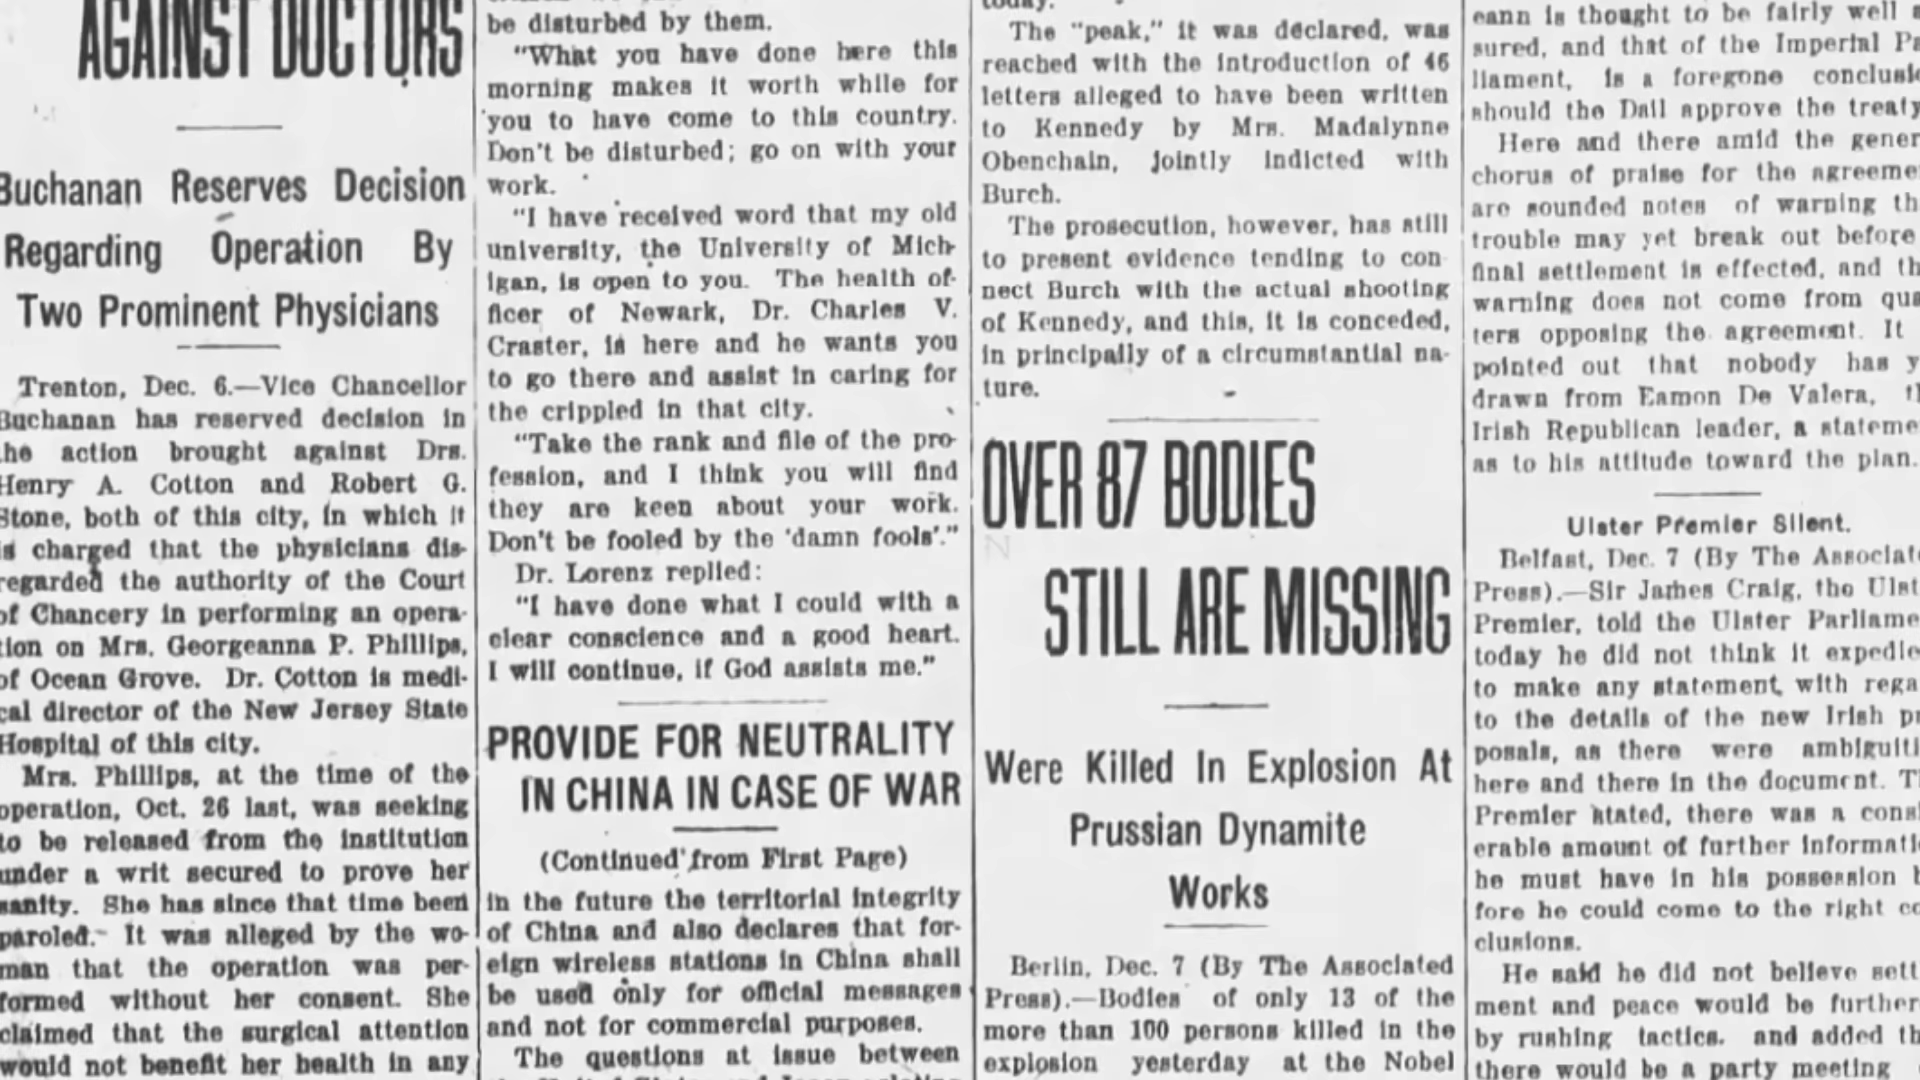 AGAINST DOCTORS
Buchanan Reserves Decision
Regarding Operation By
Two Prominent Physicians
Trenton, Dec. 6.—Vice Chancellor
Buchanan has reserved decision in
the action brought against Drs.
Henry A. Cotton and Robert G.
Stone, both of this city, in which it
is charged that the physicians dis-
regarded the authority of the Court
of Chancery in performing an opera-
tion on Mrs. Georgeanna P. Phillips,
of Ocean Grove. Dr. Cotton is medi-
cal director of the New Jersey State
Hospital of this city.
Mrs. Phillips, at the time of the
operation, Oct. 26 last, was seeking
to be released from the institution
under a writ secured to prove her
sanity. She has since that time been
paroled. It was alleged by the wo-
man that the operation was per-
formed without her consent. She
claimed that the surgical attention
would not benefit her health in any
be disturbed by them.
"What you have done here this
morning makes it worth while for
you to have come to this country.
Don't be disturbed; go on with your
work.
"I have received word that my old
university, the University of Mich-
igan, is open to you. The health of-
ficer of Newark, Dr. Charles V.
Craster, is here and he wants you
to go there and assist in caring for
the crippled in that city.
"Take the rank and file of the pro-
fession, and I think you will find
they are keen about your work.
Don't be fooled by the 'damn fools'."
Dr. Lorenz replied:
"I have done what I could with a
clear conscience and a good heart.
I will continue, if God assists me."
PROVIDE FOR NEUTRALITY
IN CHINA IN CASE OF WAR
(Continued from First Page)
in the future the territorial integrity
of China and also declares that for-
eign wireless stations in China shall
be used only for official messages
and not for commercial purposes.
The questions at issue between
today.
The "peak," it was declared, was
reached with the introduction of 46
letters alleged to have been written
to Kennedy by Mrs. Madalynne
Obenchain, jointly indicted with
Burch.
The prosecution, however, has still
to present evidence tending to con
nect Burch with the actual shooting
of Kennedy, and this, it is conceded,
in principally of a circumstantial na-
ture.
OVER 87 BODIES
STILL ARE MISSING
Were Killed In Explosion At
Prussian Dynamite
Works
Berlin, Dec. 7 (By The Associated
Press).—Bodies of only 13 of the
more than 100 persons killed in the
explosion yesterday at the Nobel
eann is thought to be fairly well a
sured, and that of the Imperial Pa
liament, is a foregone conclusio
should the Dail approve the treaty
Here and there amid the gener
chorus of praise for the agreeme
are sounded notes of warning th
trouble may yet break out before
final settlement is effected, and th
warning does not come from qua
ters opposing the agreement. It
pointed out that nobody has y
drawn from Eamon De Valera, th
Irish Republican leader, a stateme
as to his attitude toward the plan.
Ulster Premier Silent.
Belfast, Dec. 7 (By The Associate
Press).—Sir James Craig, the Ulst
Premier, told the Ulster Parliame
today he did not think it expedie
to make any statement with rega
to the details of the new Irish pr
posals, as there were ambiguiti
here and there in the document. T
Premier stated, there was a cons
erable amount of further informati
he must have in his possession b
fore he could come to the right co
clusions.
He said he did not believe sett
ment and peace would be further
by rushing tactics. and added th
there would be a party meeting